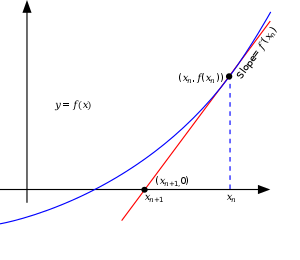 Slope= f′(xₙ)
(xₙ, f(xₙ))
y = f(x)
(xₙ₊₁,0)
xₙ₊₁
xₙ